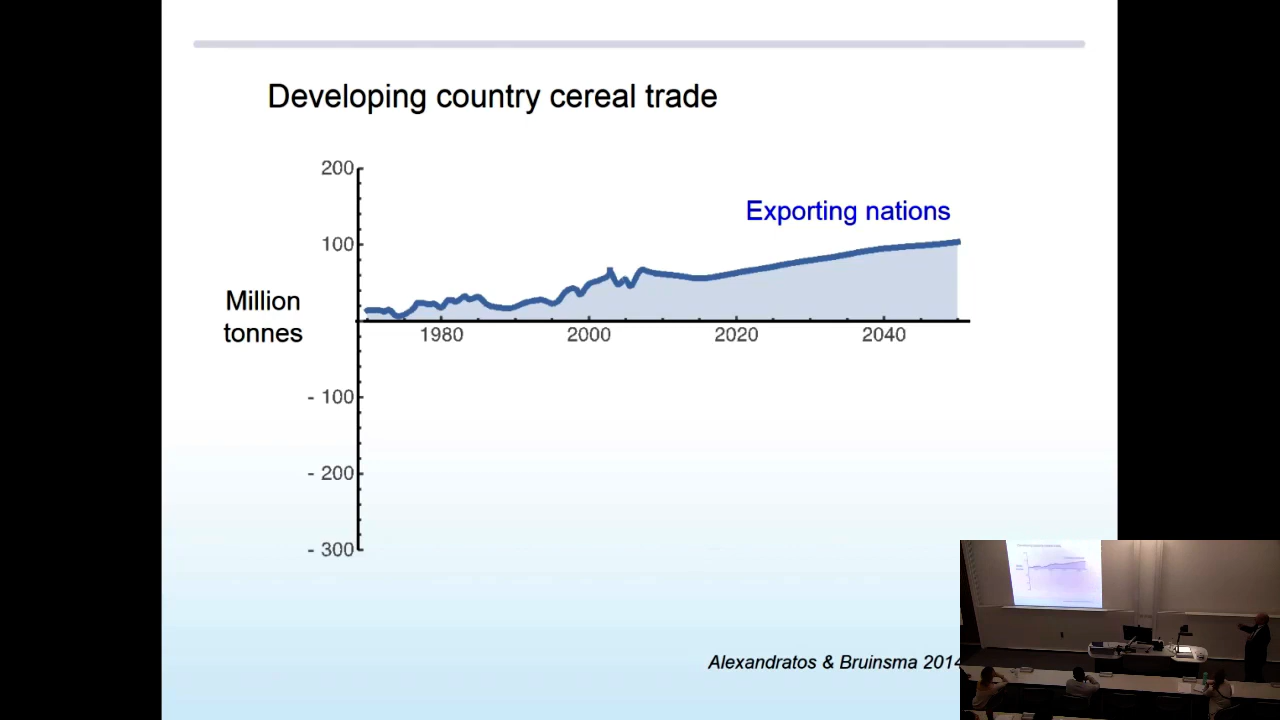 Developing country cereal trade
200
Exporting nations
100
Million
tonnes
1980 2000 2020 2040
- 100
- 200
- 300
Alexandratos & Bruinsma 2014